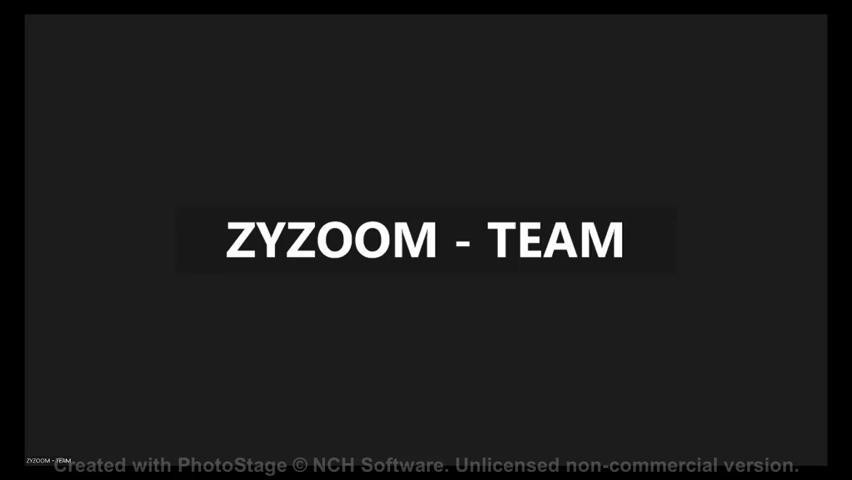 ZYZOOM - TEAM
ZYZOOM - TEAM
Created with PhotoStage © NCH Software. Unlicensed non-commercial version.